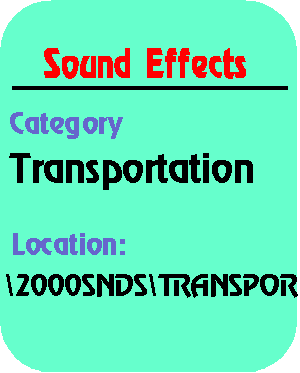 Sound Effects
Category
Transportation
Location:
\2000SNDS\TRANSPOR